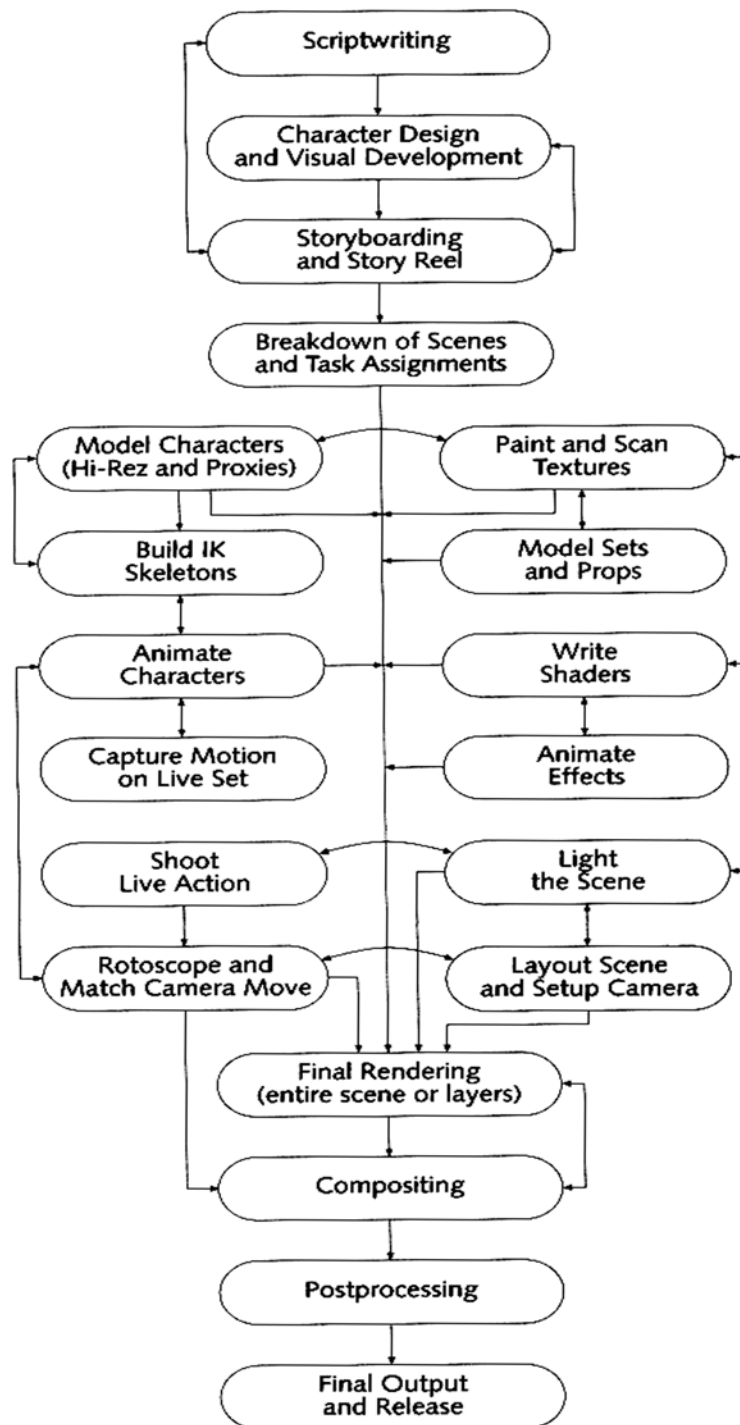 Scriptwriting
Character Design
and Visual Development
Storyboarding
and Story Reel
Breakdown of Scenes
and Task Assignments
Model Characters
(Hi-Rez and Proxies)
Paint and Scan
Textures
Build IK
Skeletons
Model Sets
and Props
Animate
Characters
Write
Shaders
Capture Motion
on Live Set
Animate
Effects
Shoot
Live Action
Light
the Scene
Rotoscope and
Match Camera Move
Layout Scene
and Setup Camera
Final Rendering
(entire scene or layers)
Compositing
Postprocessing
Final Output
and Release